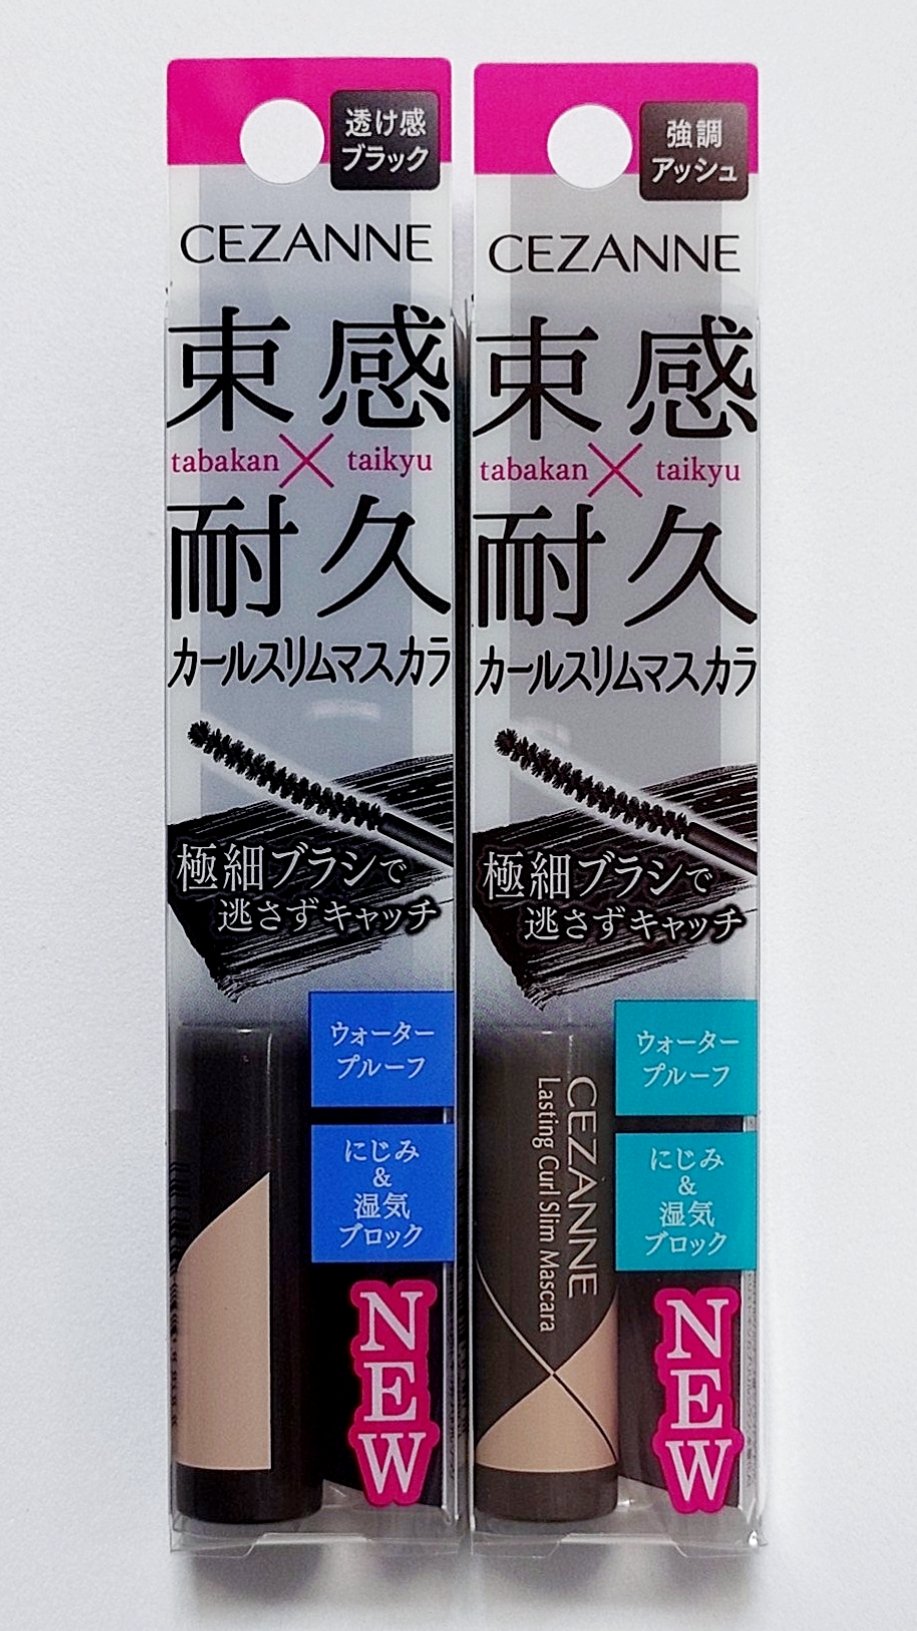 透け感
ブラック
CEZANNE
束感
tabakan × taikyu
耐久
カールスリムマスカラ
極細ブラシで
逃さずキャッチ
ウォーター
プルーフ
にじみ
&
湿気
ブロック
NEW
強調
アッシュ
CEZANNE
束感
tabakan × taikyu
耐久
カールスリムマスカラ
極細ブラシで
逃さずキャッチ
ウォーター
プルーフ
CEZANNE
Lasting Curl Slim Mascara
にじみ
&
湿気
ブロック
NEW